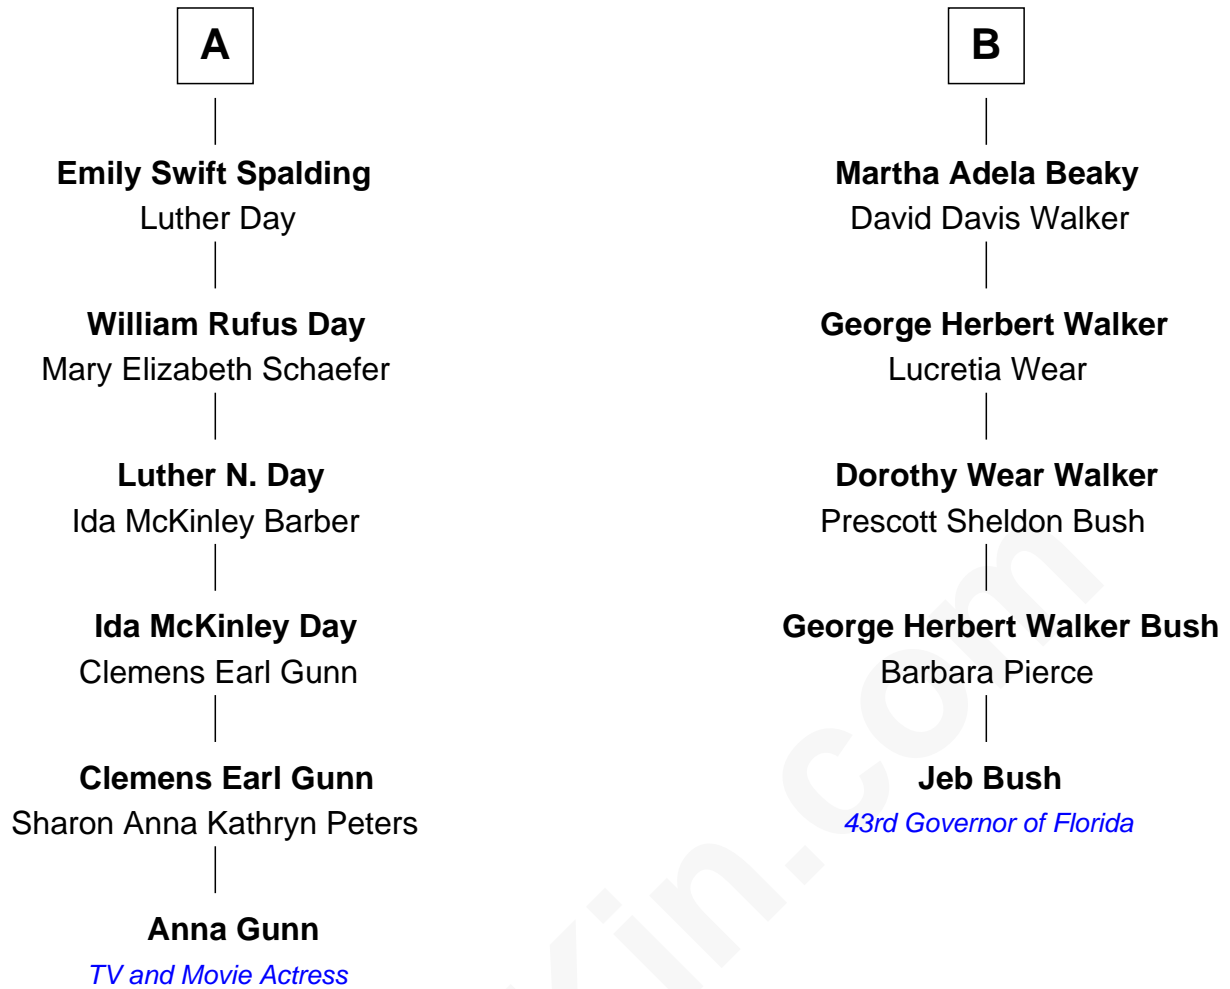 A
Emily Swift Spalding
Luther Day
William Rufus Day
Mary Elizabeth Schaefer
Luther N. Day
Ida McKinley Barber
Ida McKinley Day
Clemens Earl Gunn
Clemens Earl Gunn
Sharon Anna Kathryn Peters
Anna Gunn
TV and Movie Actress
B
Martha Adela Beaky
David Davis Walker
George Herbert Walker
Lucretia Wear
Dorothy Wear Walker
Prescott Sheldon Bush
George Herbert Walker Bush
Barbara Pierce
Jeb Bush
43rd Governor of Florida
Kin.com